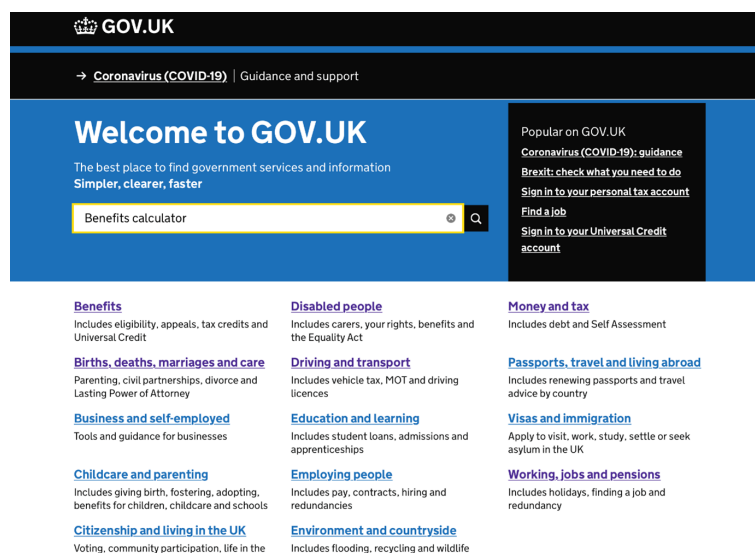 GOV.UK
→ Coronavirus (COVID-19) | Guidance and support
Welcome to GOV.UK
The best place to find government services and information
Simpler, clearer, faster
Benefits calculator
Popular on GOV.UK
Coronavirus (COVID-19): guidance
Brexit: check what you need to do
Sign in to your personal tax account
Find a job
Sign in to your Universal Credit
account
Benefits
Includes eligibility, appeals, tax credits and
Universal Credit
Disabled people
Includes carers, your rights, benefits and
the Equality Act
Money and tax
Includes debt and Self Assessment
Births, deaths, marriages and care
Parenting, civil partnerships, divorce and
Lasting Power of Attorney
Driving and transport
Includes vehicle tax, MOT and driving
licences
Passports, travel and living abroad
Includes renewing passports and travel
advice by country
Business and self-employed
Tools and guidance for businesses
Education and learning
Includes student loans, admissions and
apprenticeships
Visas and immigration
Apply to visit, work, study, settle or seek
asylum in the UK
Childcare and parenting
Includes giving birth, fostering, adopting,
benefits for children, childcare and schools
Employing people
Includes pay, contracts, hiring and
redundancies
Working, jobs and pensions
Includes holidays, finding a job and
redundancy
Citizenship and living in the UK
Voting, community participation, life in the
Environment and countryside
Includes flooding, recycling and wildlife